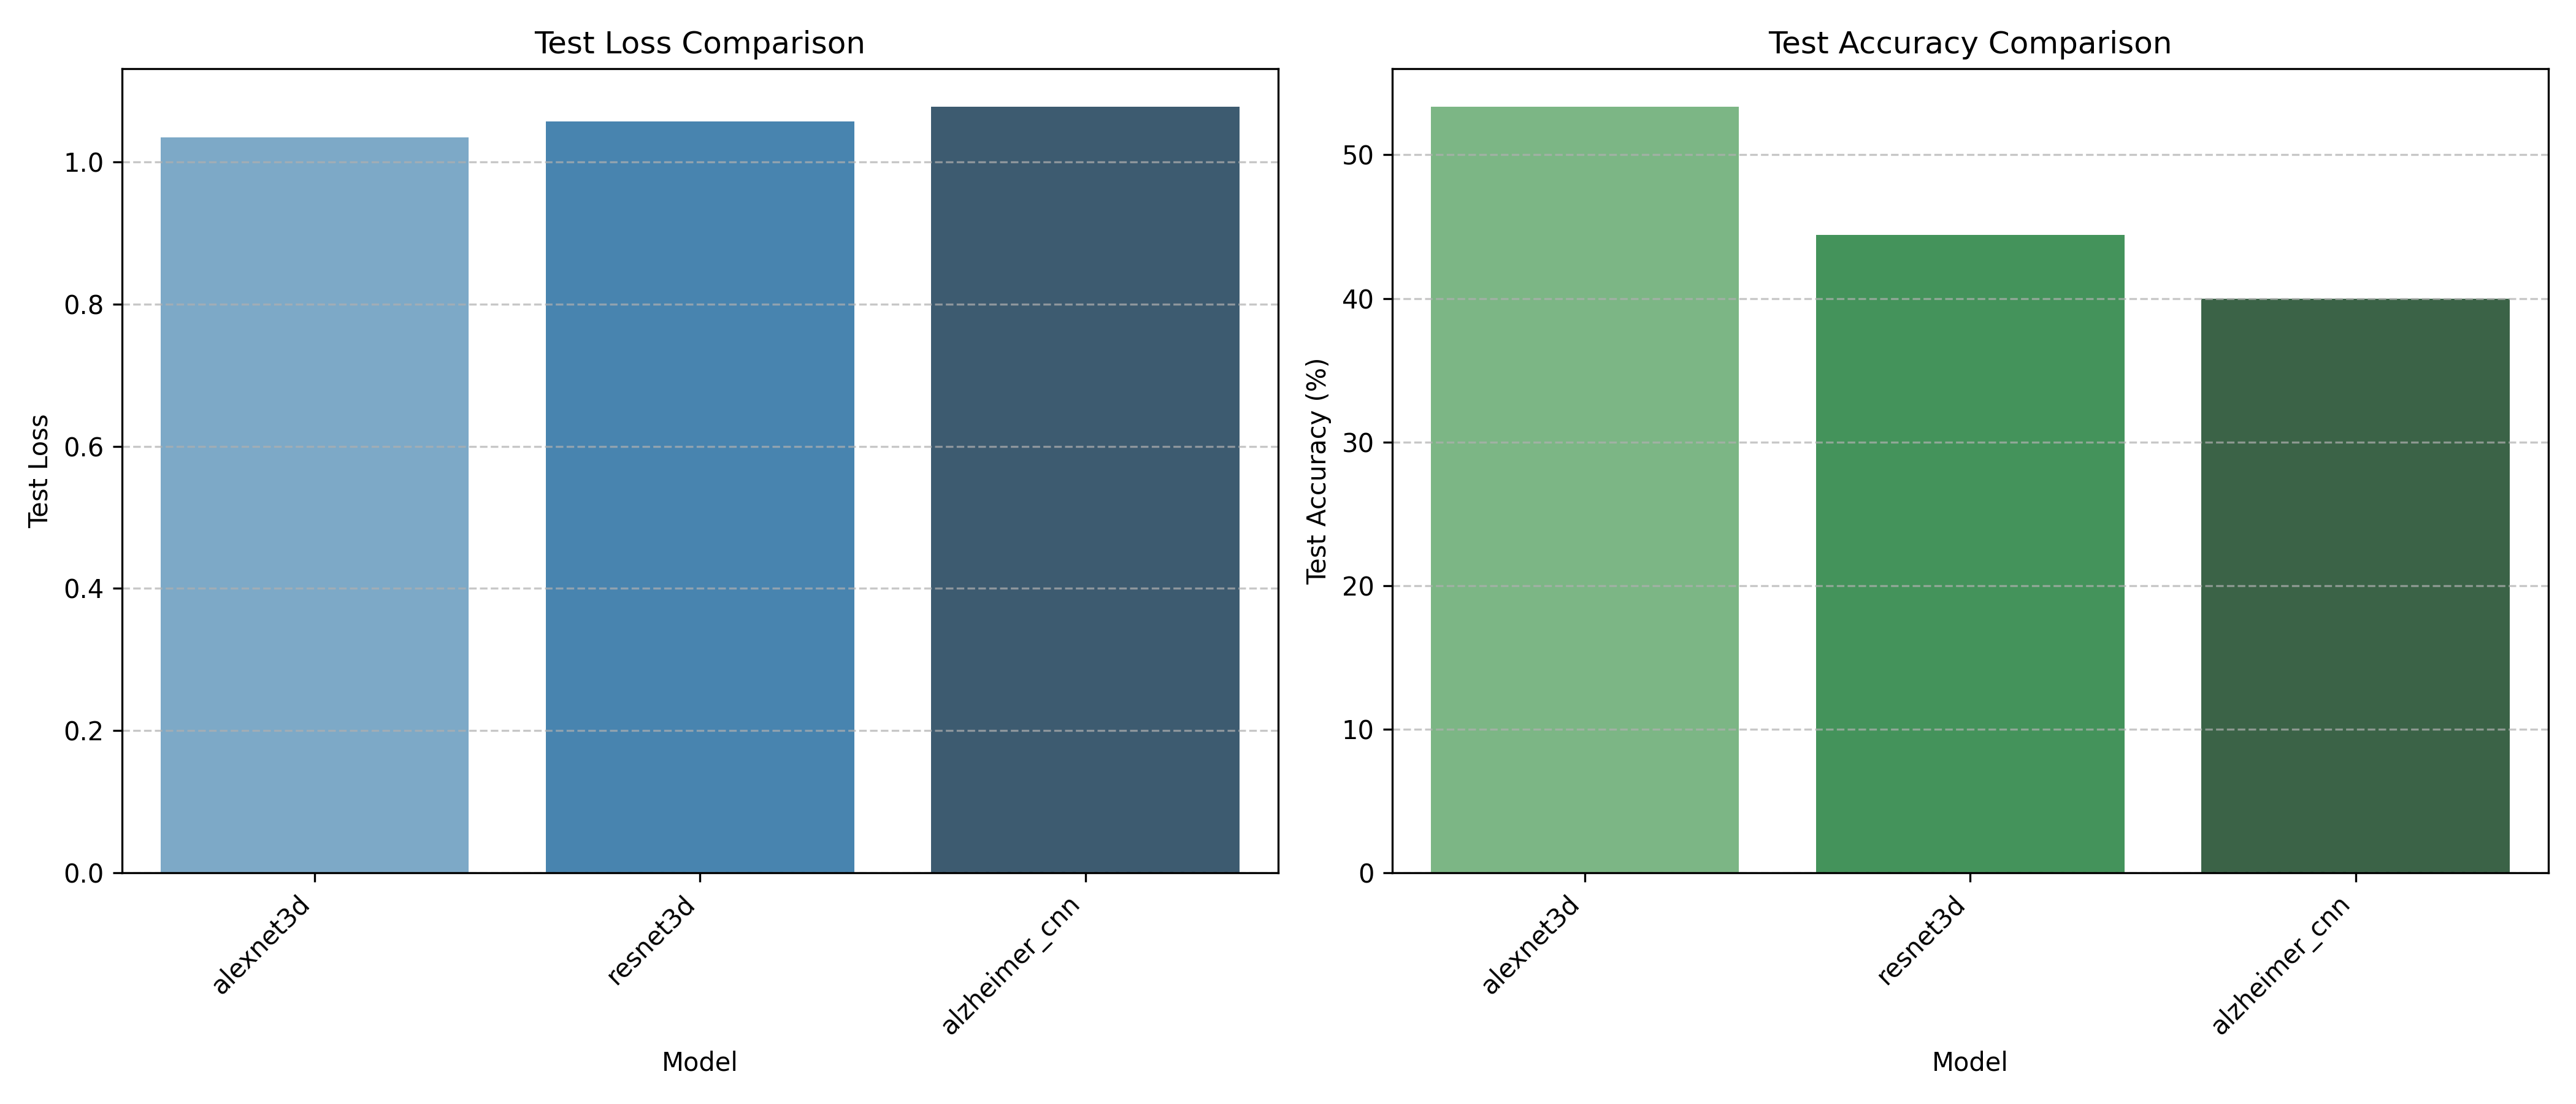 Test Loss Comparison
Test Loss
1.0
0.8
0.6
0.4
0.2
0.0
alexnet3d
resnet3d
alzheimer_cnn
Model
Test Accuracy Comparison
Test Accuracy (%)
50
40
30
20
10
0
alexnet3d
resnet3d
alzheimer_cnn
Model